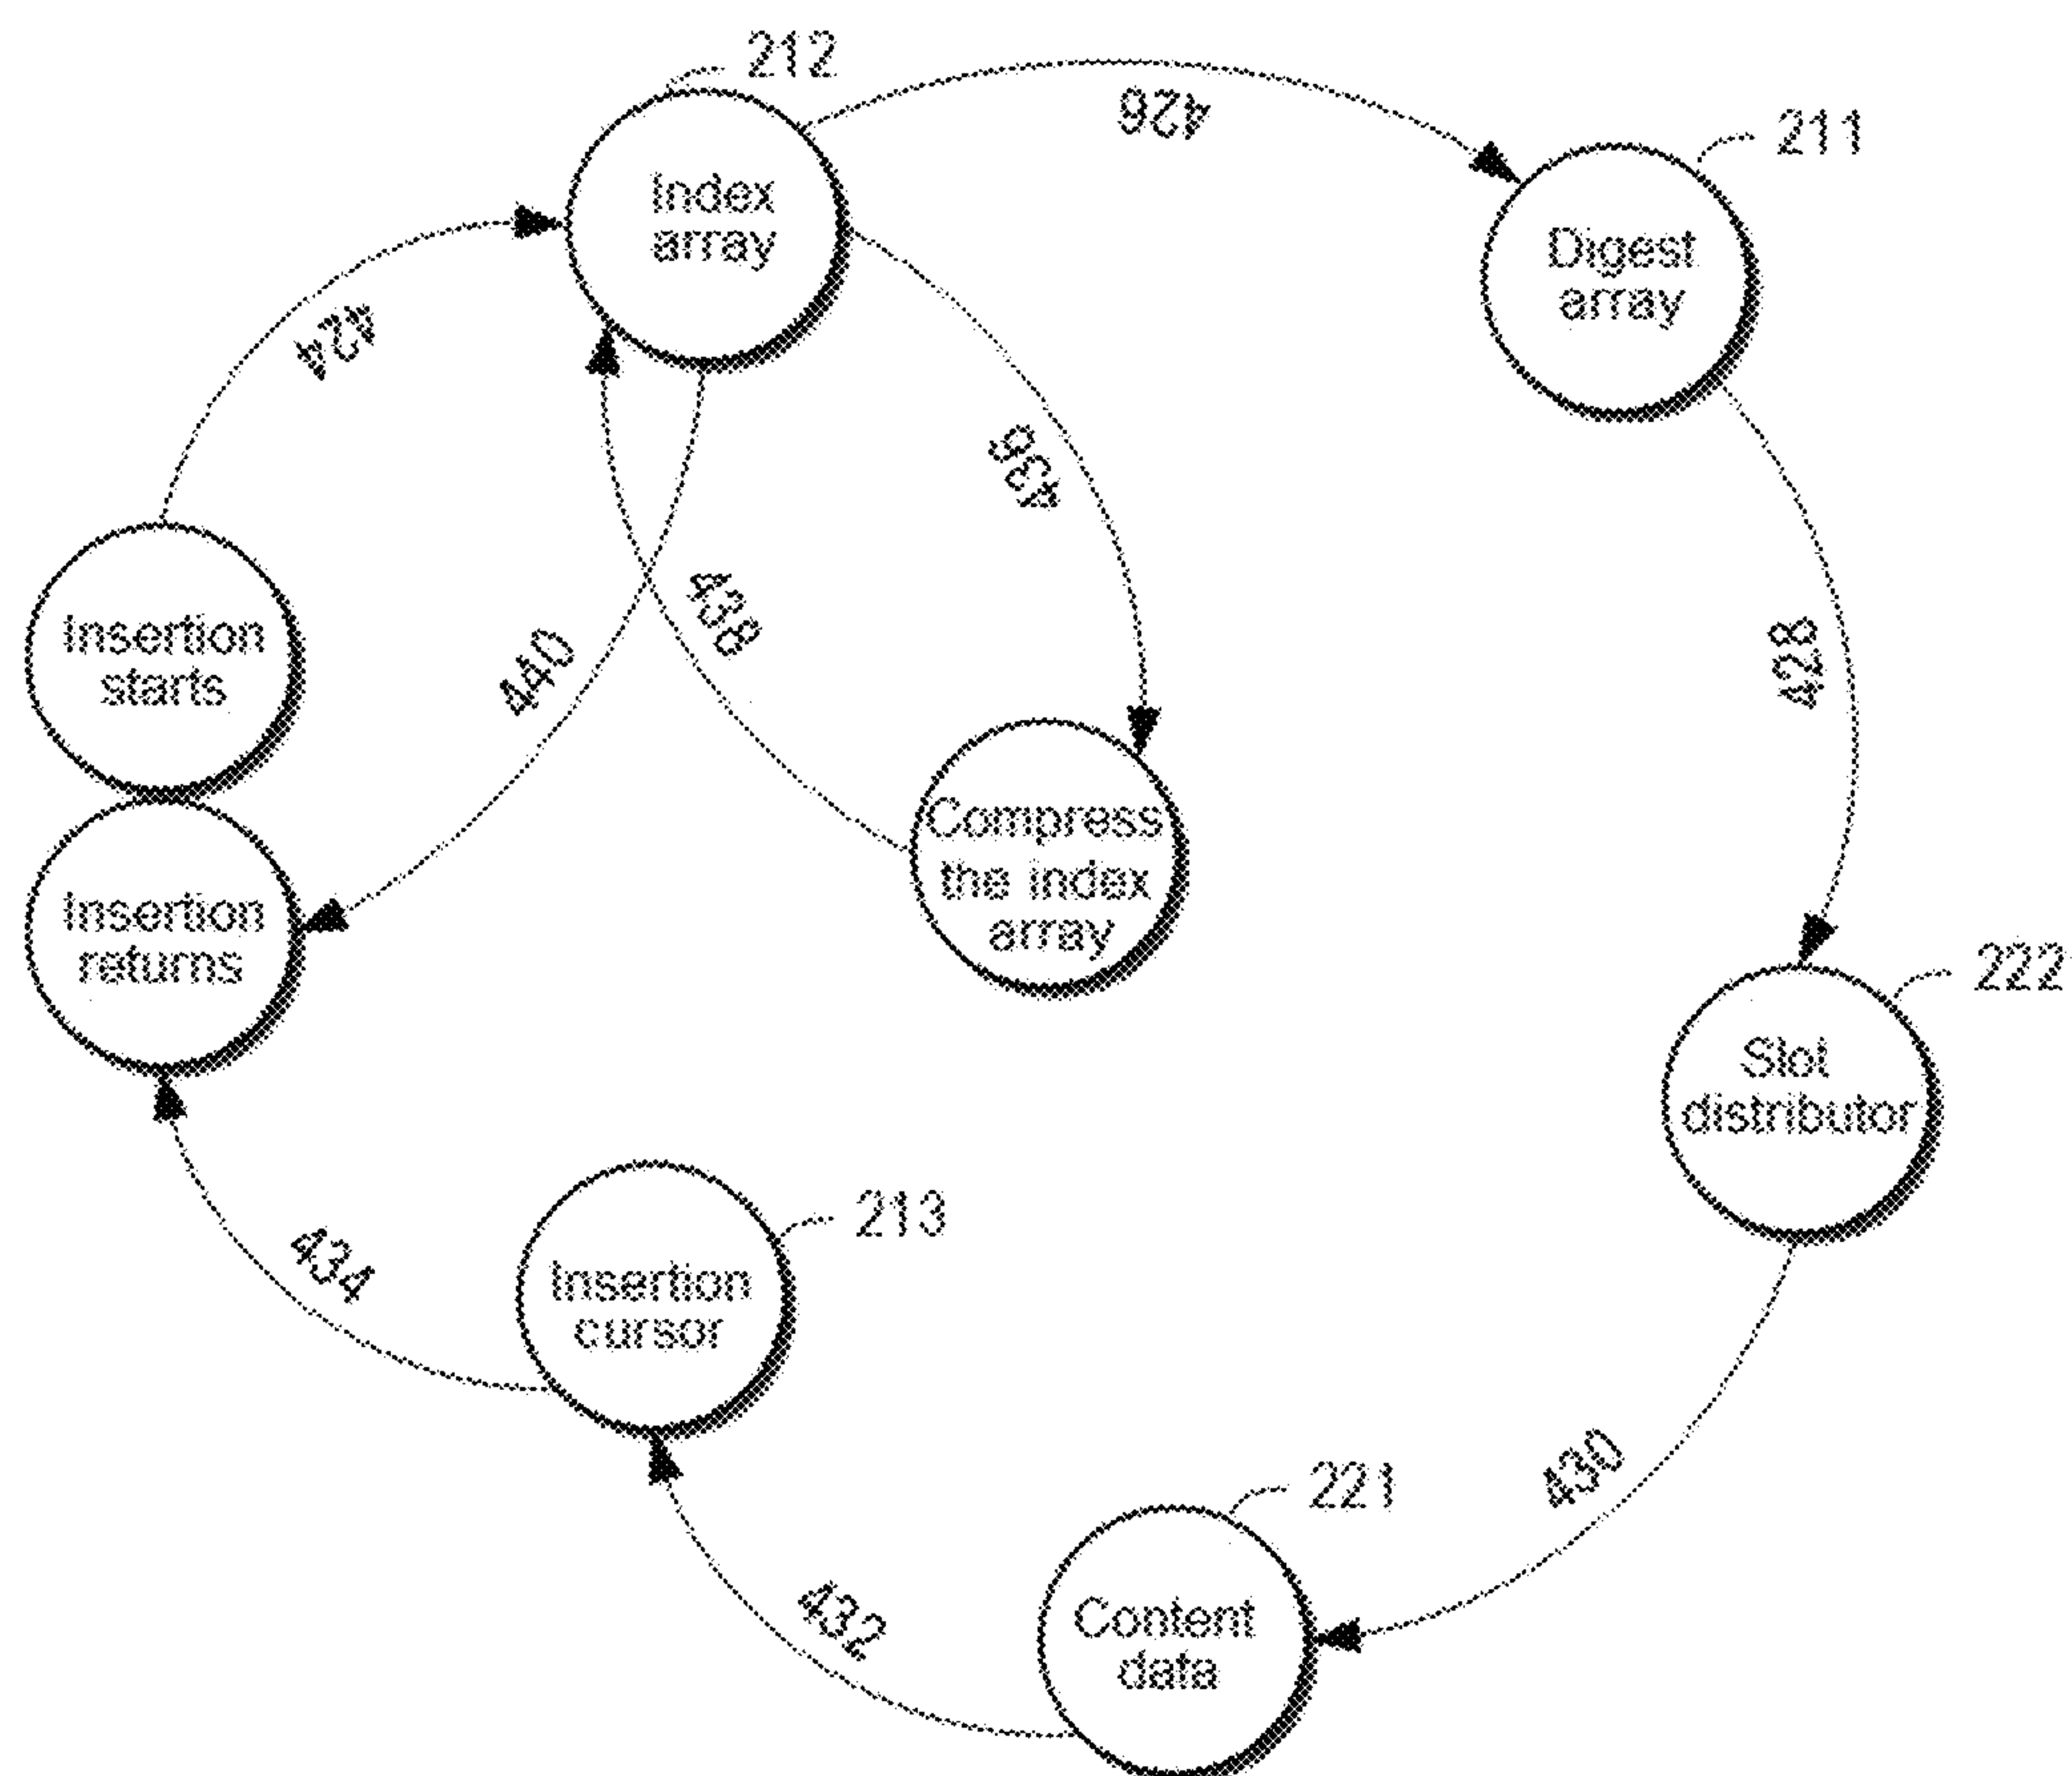 212
426
211
Index
array
Digest
array
424
436
438
428
440
Insertion
starts
Compress
the index
array
Insertion
returns
222
Slot
distributor
213
434
Insertion
cursor
430
221
432
Content
data